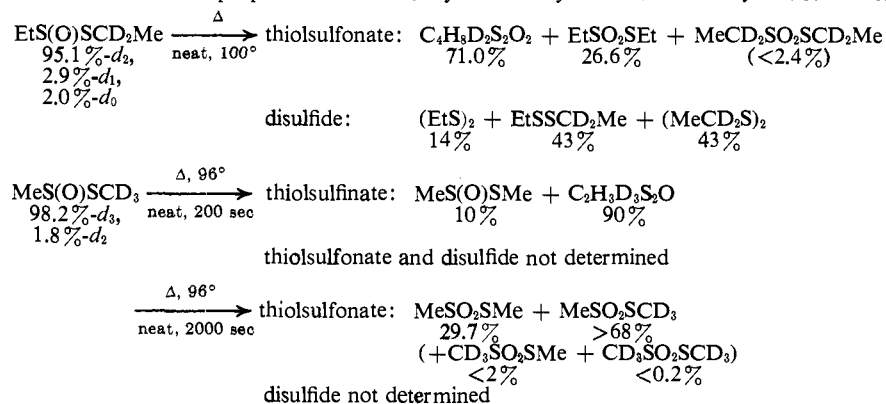 EtS(O)SCD₂Me Δ neat, 100° thiolsulfonate: C₄H₈D₂S₂O₂ + EtSO₂SEt + MeCD₂SO₂SCD₂Me
95.1%-d₂, 71.0% 26.6% (<2.4%)
2.9%-d₁,
2.0%-d₀
disulfide: (EtS)₂ + EtSSCD₂Me + (MeCD₂S)₂
14% 43% 43%
MeS(O)SCD₃ Δ, 96° neat, 200 sec thiolsulfinate: MeS(O)SMe + C₂H₃D₃S₂O
98.2%-d₃, 10% 90%
1.8%-d₂
thiolsulfonate and disulfide not determined
Δ, 96° neat, 2000 sec thiolsulfonate: MeSO₂SMe + MeSO₂SCD₃
29.7% >68%
(+CD₃SO₂SMe + CD₃SO₂SCD₃)
<2% <0.2%
disulfide not determined